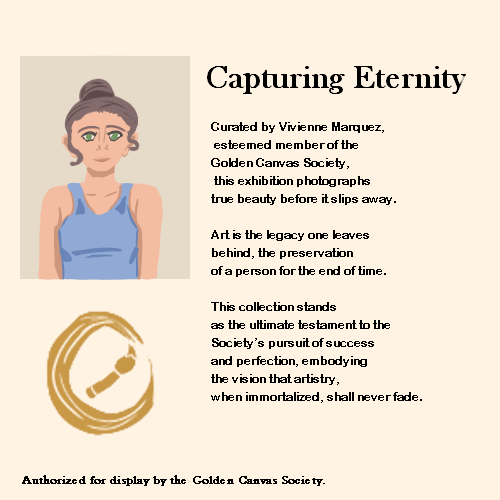 Capturing Eternity
Curated by Vivienne Marquez,
esteemed member of the
Golden Canvas Society,
this exhibition photographs
true beauty before it slips away.
Art is the legacy one leaves
behind, the preservation
of a person for the end of time.
This collection stands
as the ultimate testament to the
Society's pursuit of success
and perfection, embodying
the vision that artistry,
when immortalized, shall never fade.
Authorized for display by the Golden Canvas Society.